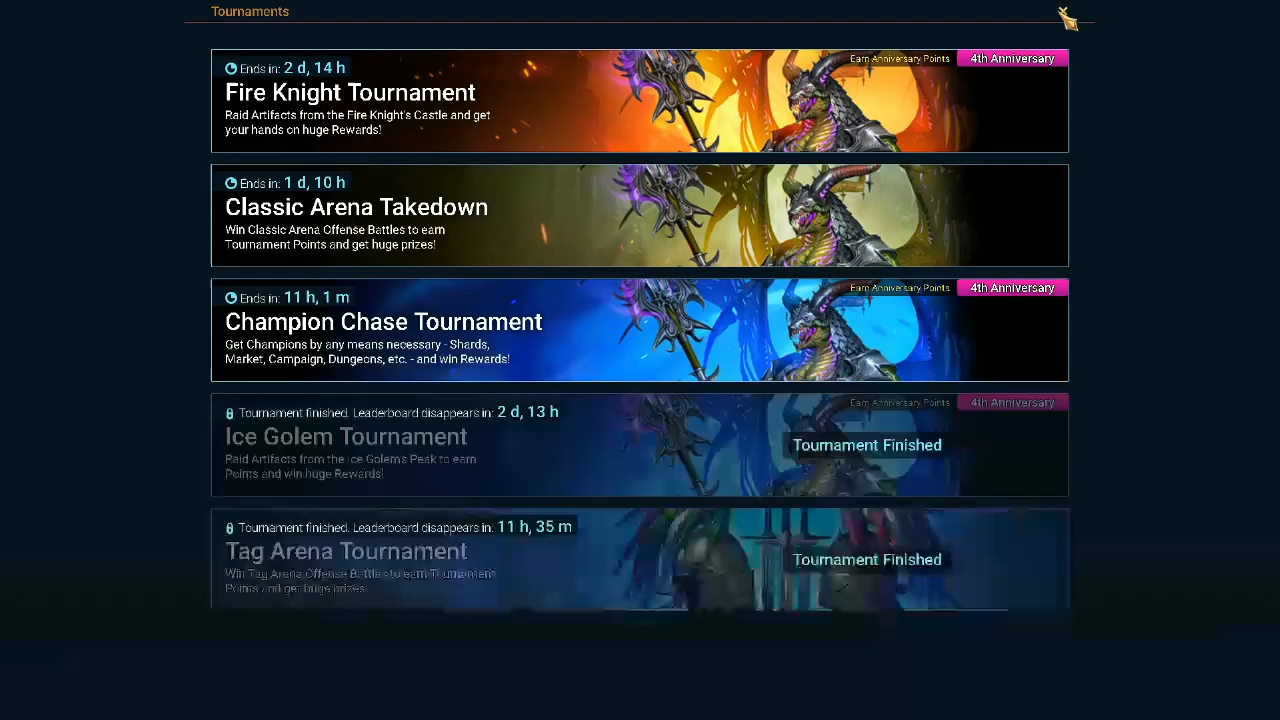 Tournaments
Ends in: 2 d, 14 h
Earn Anniversary Points
4th Anniversary
Fire Knight Tournament
Raid Artifacts from the Fire Knight's Castle and get
your hands on huge Rewards!
Ends in: 1 d, 10 h
Classic Arena Takedown
Win Classic Arena Offense Battles to earn
Tournament Points and get huge prizes!
Ends in: 11 h, 1 m
Earn Anniversary Points
4th Anniversary
Champion Chase Tournament
Get Champions by any means necessary - Shards,
Market, Campaign, Dungeons, etc. - and win Rewards!
Tournament finished. Leaderboard disappears in: 2 d, 13 h
Earn Anniversary Points
4th Anniversary
Ice Golem Tournament
Tournament Finished
Raid Artifacts from the Ice Golem's Peak to earn
Points and win huge Rewards!
Tournament finished. Leaderboard disappears in: 11 h, 35 m
Tag Arena Tournament
Tournament Finished
Win Tag Arena Offense Battles to earn Tournament
Points and get huge prizes!